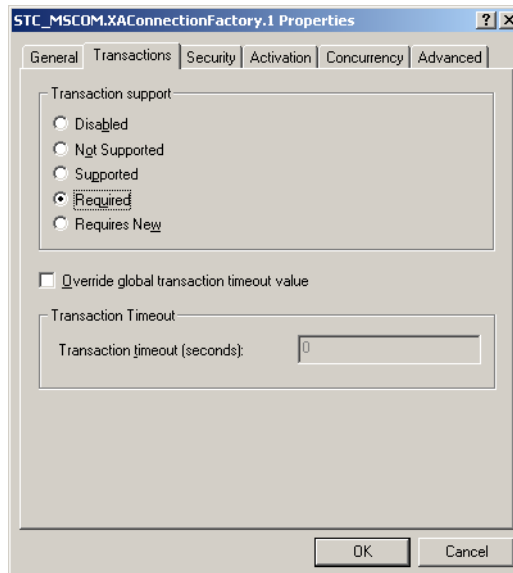 STC_MSCOM.XAConnectionFactory.1 Properties
General Transactions Security Activation Concurrency Advanced
Transaction support
Disabled
Not Supported
Supported
Required
Requires New
Override global transaction timeout value
Transaction Timeout
Transaction timeout (seconds): 0
OK Cancel